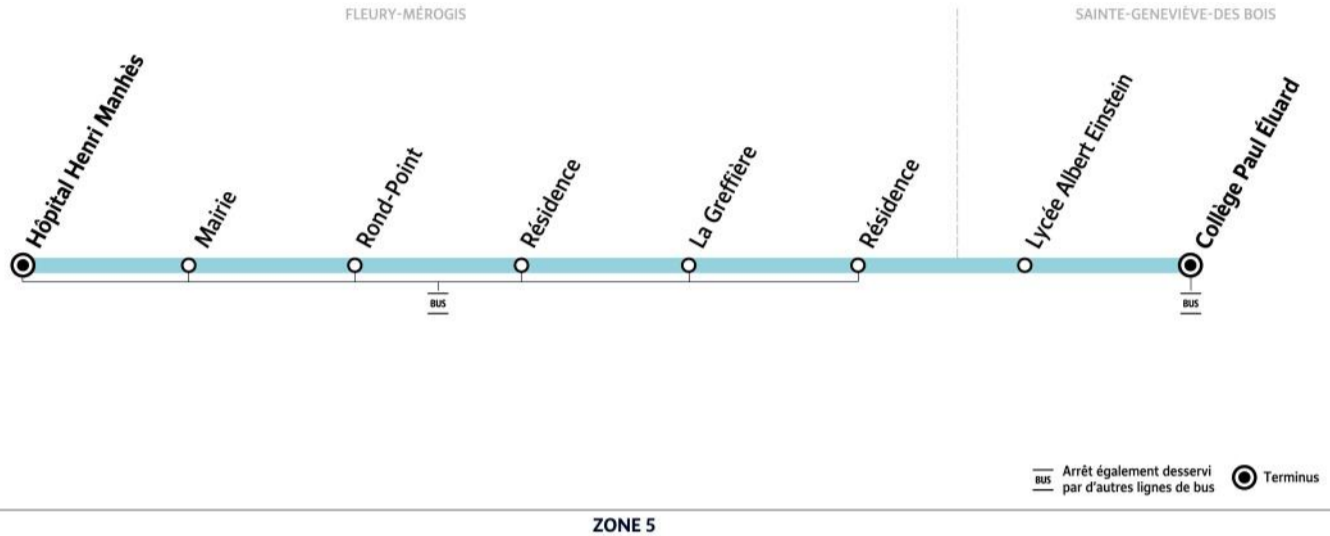 FLEURY-MÉROGIS
SAINTE-GENEVIÈVE-DES BOIS
Hôpital Henri Manhès
Mairie
Rond-Point
Résidence
La Greffière
Résidence
Lycée Albert Einstein
Collège Paul Éluard
BUS
BUS
BUS
Arrêt également desservi
par d'autres lignes de bus
Terminus
ZONE 5